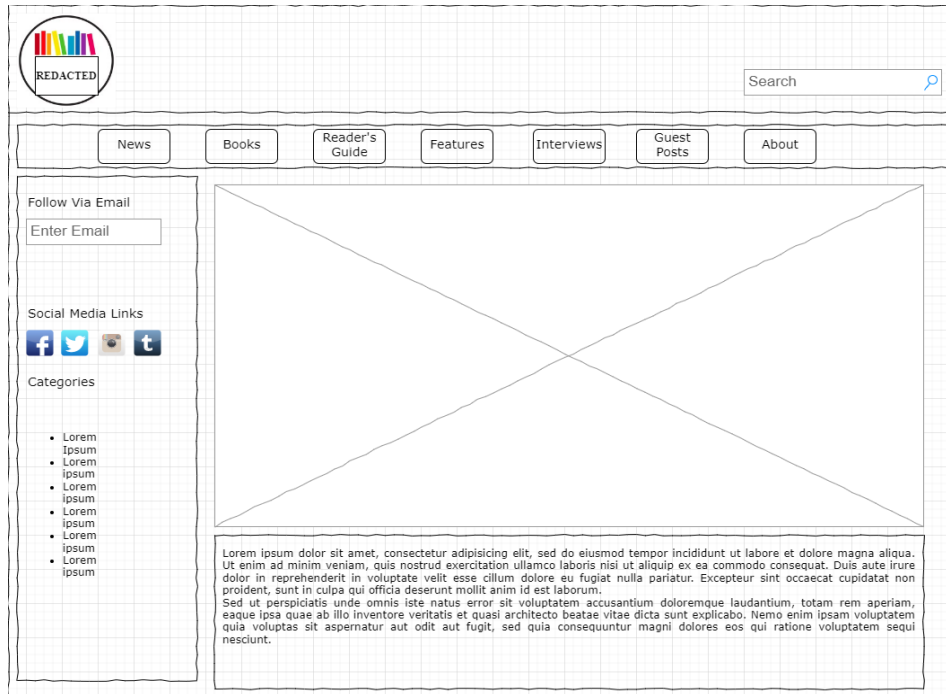 REDACTED
Search
News
Books
Reader's
Guide
Features
Interviews
Guest
Posts
About
Follow Via Email
Enter Email
Social Media Links
f
t
Categories
Lorem
Ipsum
Lorem
ipsum
Lorem
ipsum
Lorem
ipsum
Lorem
ipsum
Lorem
ipsum
Lorem ipsum dolor sit amet, consectetur adipisicing elit, sed do eiusmod tempor incididunt ut labore et dolore magna aliqua.
Ut enim ad minim veniam, quis nostrud exercitation ullamco laboris nisi ut aliquip ex ea commodo consequat. Duis aute irure
dolor in reprehenderit in voluptate velit esse cillum dolore eu fugiat nulla pariatur. Excepteur sint occaecat cupidatat non
proident, sunt in culpa qui officia deserunt mollit anim id est laborum.
Sed ut perspiciatis unde omnis iste natus error sit voluptatem accusantium doloremque laudantium, totam rem aperiam,
eaque ipsa quae ab illo inventore veritatis et quasi architecto beatae vitae dicta sunt explicabo. Nemo enim ipsam voluptatem
quia voluptas sit aspernatur aut odit aut fugit, sed quia consequuntur magni dolores eos qui ratione voluptatem sequi
nesciunt.